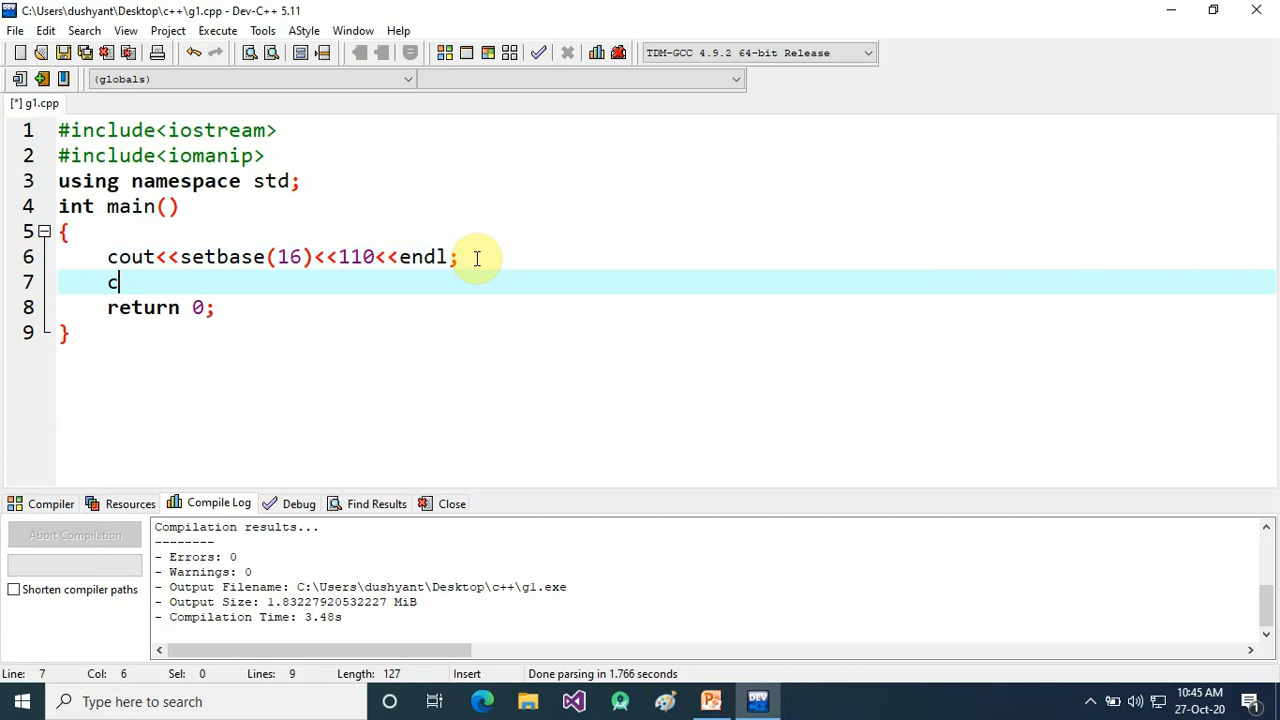 C:\Users\dushyant\Desktop\c++\g1.cpp - Dev-C++ 5.11
File Edit Search View Project Execute Tools AStyle Window Help
TDM-GCC 4.9.2 64-bit Release
(globals)
[*] g1.cpp
1 #include<iostream>
2 #include<iomanip>
3 using namespace std;
4 int main()
5 {
6 cout<<setbase(16)<<110<<endl;
7 c
8 return 0;
9 }
Compiler Resources Compile Log Debug Find Results Close
Abort Compilation
Shorten compiler paths
Compilation results...
--------
- Errors: 0
- Warnings: 0
- Output Filename: C:\Users\dushyant\Desktop\c++\g1.exe
- Output Size: 1.83227920532227 MiB
- Compilation Time: 3.48s
Line: 7 Col: 6 Sel: 0 Lines: 9 Length: 127 Insert Done parsing in 1.766 seconds
Type here to search
DEV
10:45 AM
27-Oct-20
1